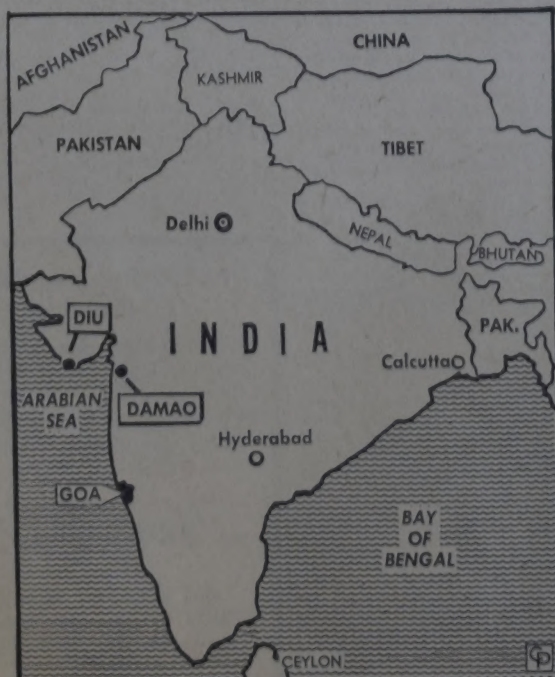 AFGHANISTAN
CHINA
KASHMIR
PAKISTAN
TIBET
Delhi
NEPAL
BHUTAN
DIU
INDIA
PAK.
Calcutta
ARABIAN
SEA
DAMAO
Hyderabad
GOA
BAY
OF
BENGAL
CEYLON
CP